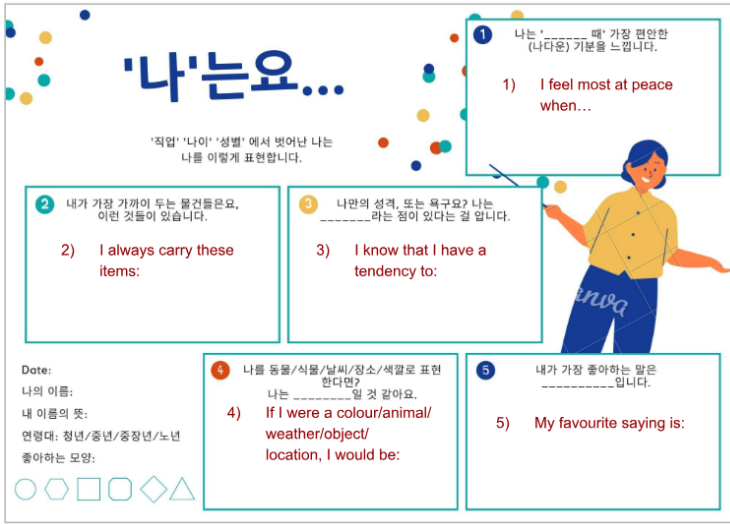 '나'는요...
'직업' '나이' '성별' 에서 벗어난 나는
나를 이렇게 표현합니다.
1
나는 '______ 때' 가장 편안한
(나다운) 기분을 느낍니다.
1) I feel most at peace
when…
2
내가 가장 가까이 두는 물건들은요,
이런 것들이 있습니다.
2) I always carry these
items:
3
나만의 성격, 또는 욕구요? 나는
_______라는 점이 있다는 걸 압니다.
3) I know that I have a
tendency to:
Date:
나의 이름:
내 이름의 뜻:
연령대: 청년/중년/중장년/노년
좋아하는 모양:
4
나를 동물/식물/날씨/장소/색깔로 표현
한다면?
나는 ________일 것 같아요.
4) If I were a colour/animal/
weather/object/
location, I would be:
5
내가 가장 좋아하는 말은
__________입니다.
5) My favourite saying is: